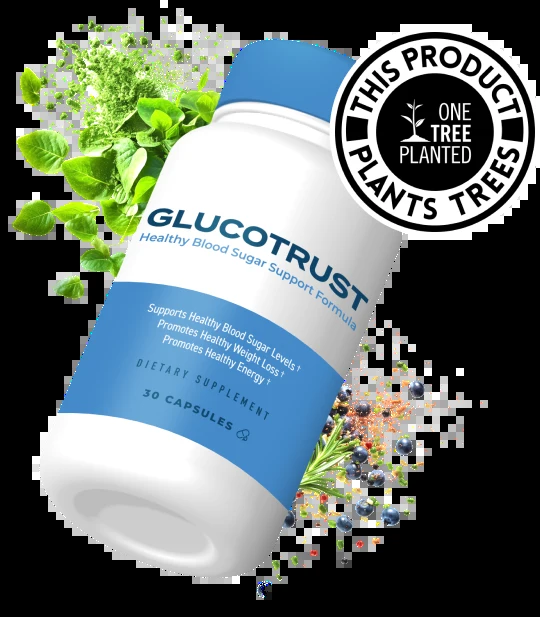 THIS PRODUCT
ONE
TREE
PLANTED
PLANTS TREES
GLUCOTRUST
Healthy Blood Sugar Support Formula
Supports Healthy Blood Sugar Levels†
Promotes Healthy Weight Loss†
Promotes Healthy Energy†
DIETARY SUPPLEMENT
30 CAPSULES